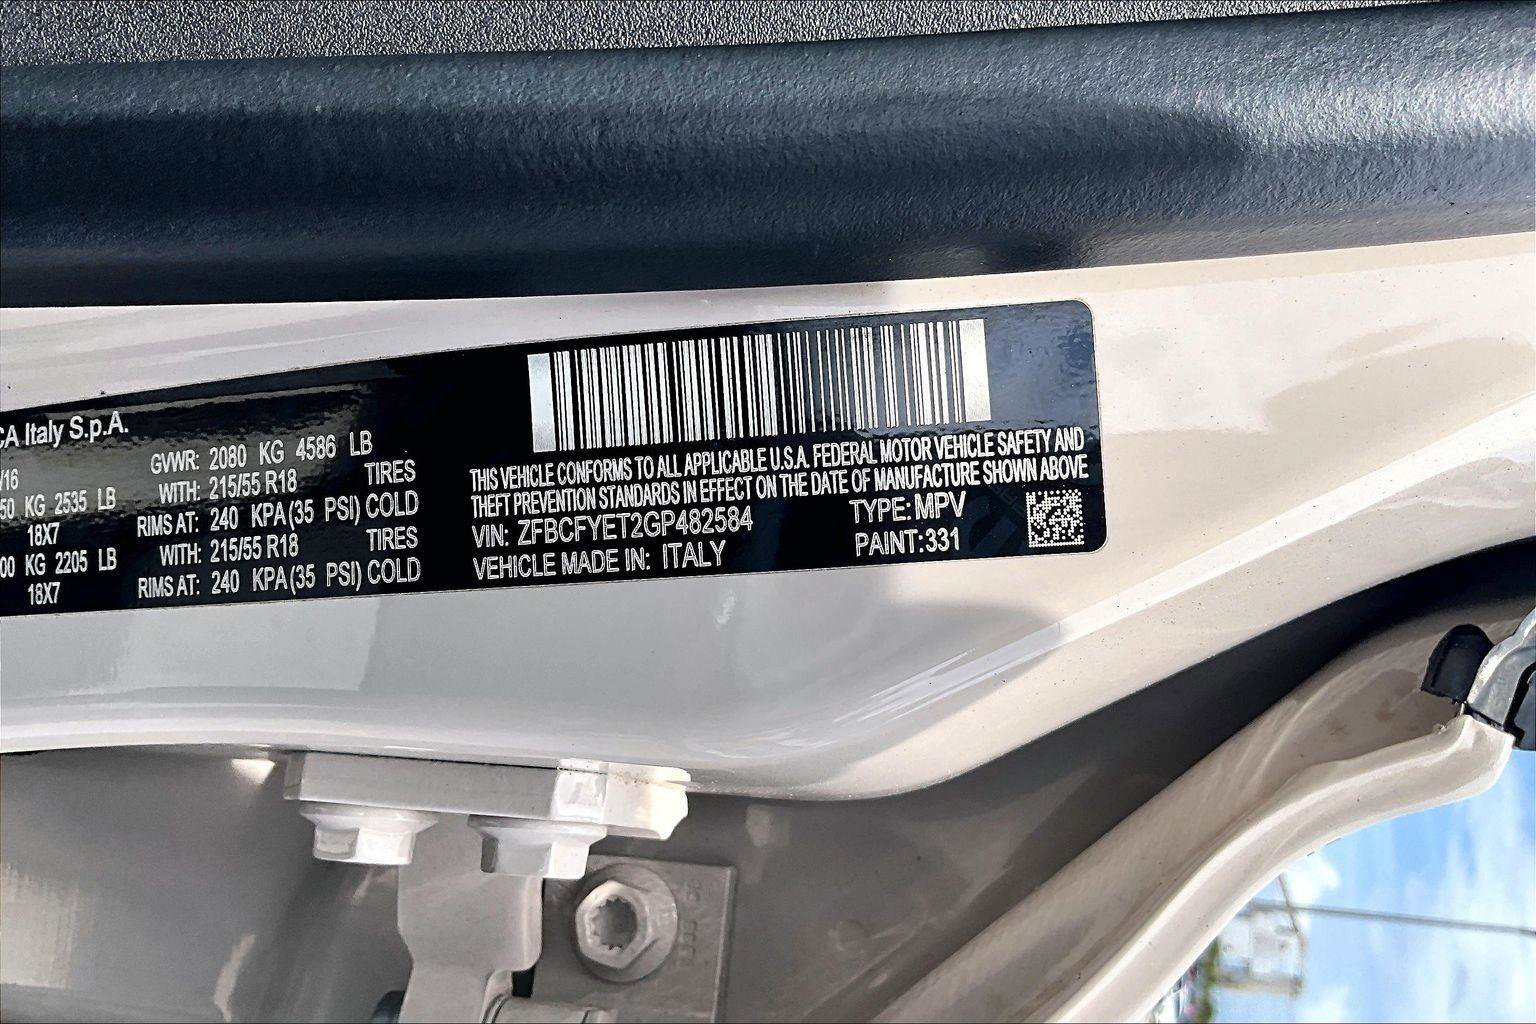 CA Italy S.p.A.
/16
50 KG 2535 LB
18X7
00 KG 2205 LB
18X7
GVWR: 2080 KG 4586 LB
WITH: 215/55 R18 TIRES
RIMS AT: 240 KPA(35 PSI) COLD
WITH: 215/55 R18 TIRES
RIMS AT: 240 KPA(35 PSI) COLD
THIS VEHICLE CONFORMS TO ALL APPLICABLE U.S.A. FEDERAL MOTOR VEHICLE SAFETY AND
THEFT PREVENTION STANDARDS IN EFFECT ON THE DATE OF MANUFACTURE SHOWN ABOVE
VIN: ZFBCFYET2GP482584 TYPE: MPV
VEHICLE MADE IN: ITALY PAINT:331